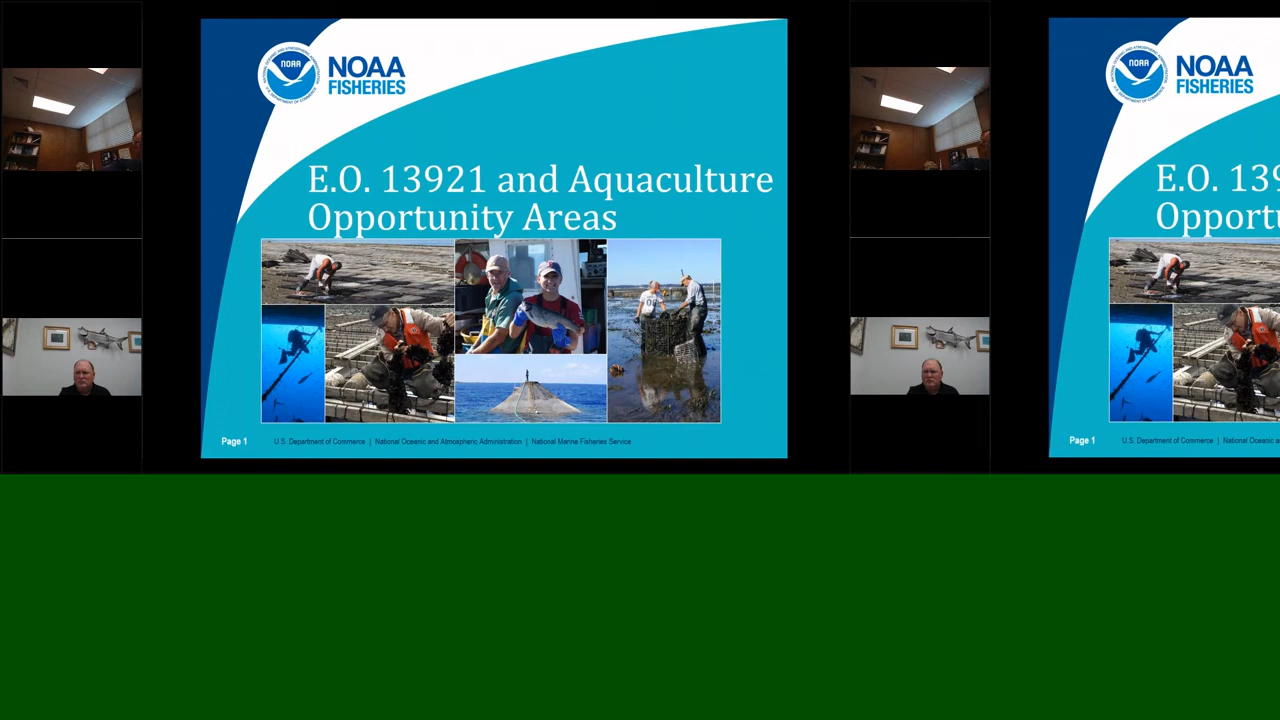 NOAA
FISHERIES
E.O. 13921 and Aquaculture
Opportunity Areas
Page 1
U.S. Department of Commerce | National Oceanic and Atmospheric Administration | National Marine Fisheries Service
NOAA
FISHERIES
E.O. 139
Opportu
Page 1
U.S. Department of Commerce | National Oceanic a